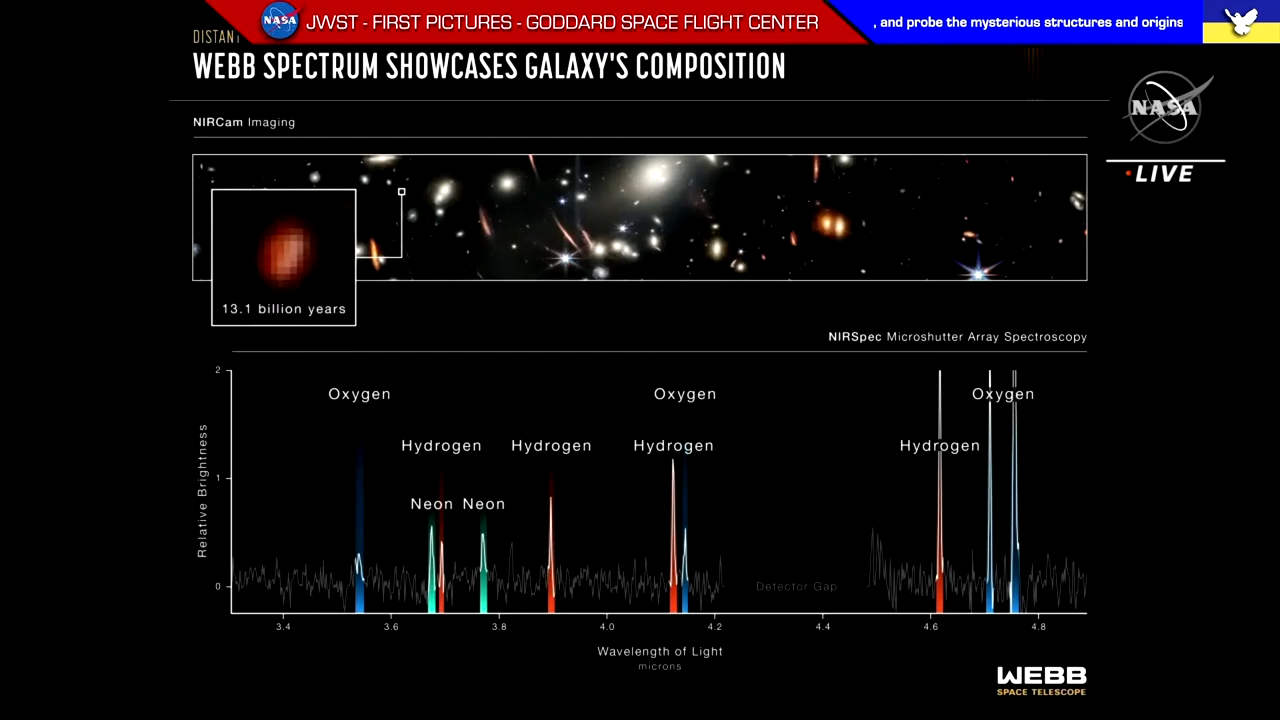 NASA
JWST - FIRST PICTURES - GODDARD SPACE FLIGHT CENTER
, and probe the mysterious structures and origins
DISTANT
WEBB SPECTRUM SHOWCASES GALAXY'S COMPOSITION
NASA
LIVE
NIRCam Imaging
13.1 billion years
NIRSpec Microshutter Array Spectroscopy
Relative Brightness
2
1
0
Oxygen
Oxygen
Oxygen
Hydrogen
Hydrogen
Hydrogen
Hydrogen
Neon
Neon
Detector Gap
3.4
3.6
3.8
4.0
4.2
4.4
4.6
4.8
Wavelength of Light
microns
WEBB
SPACE TELESCOPE